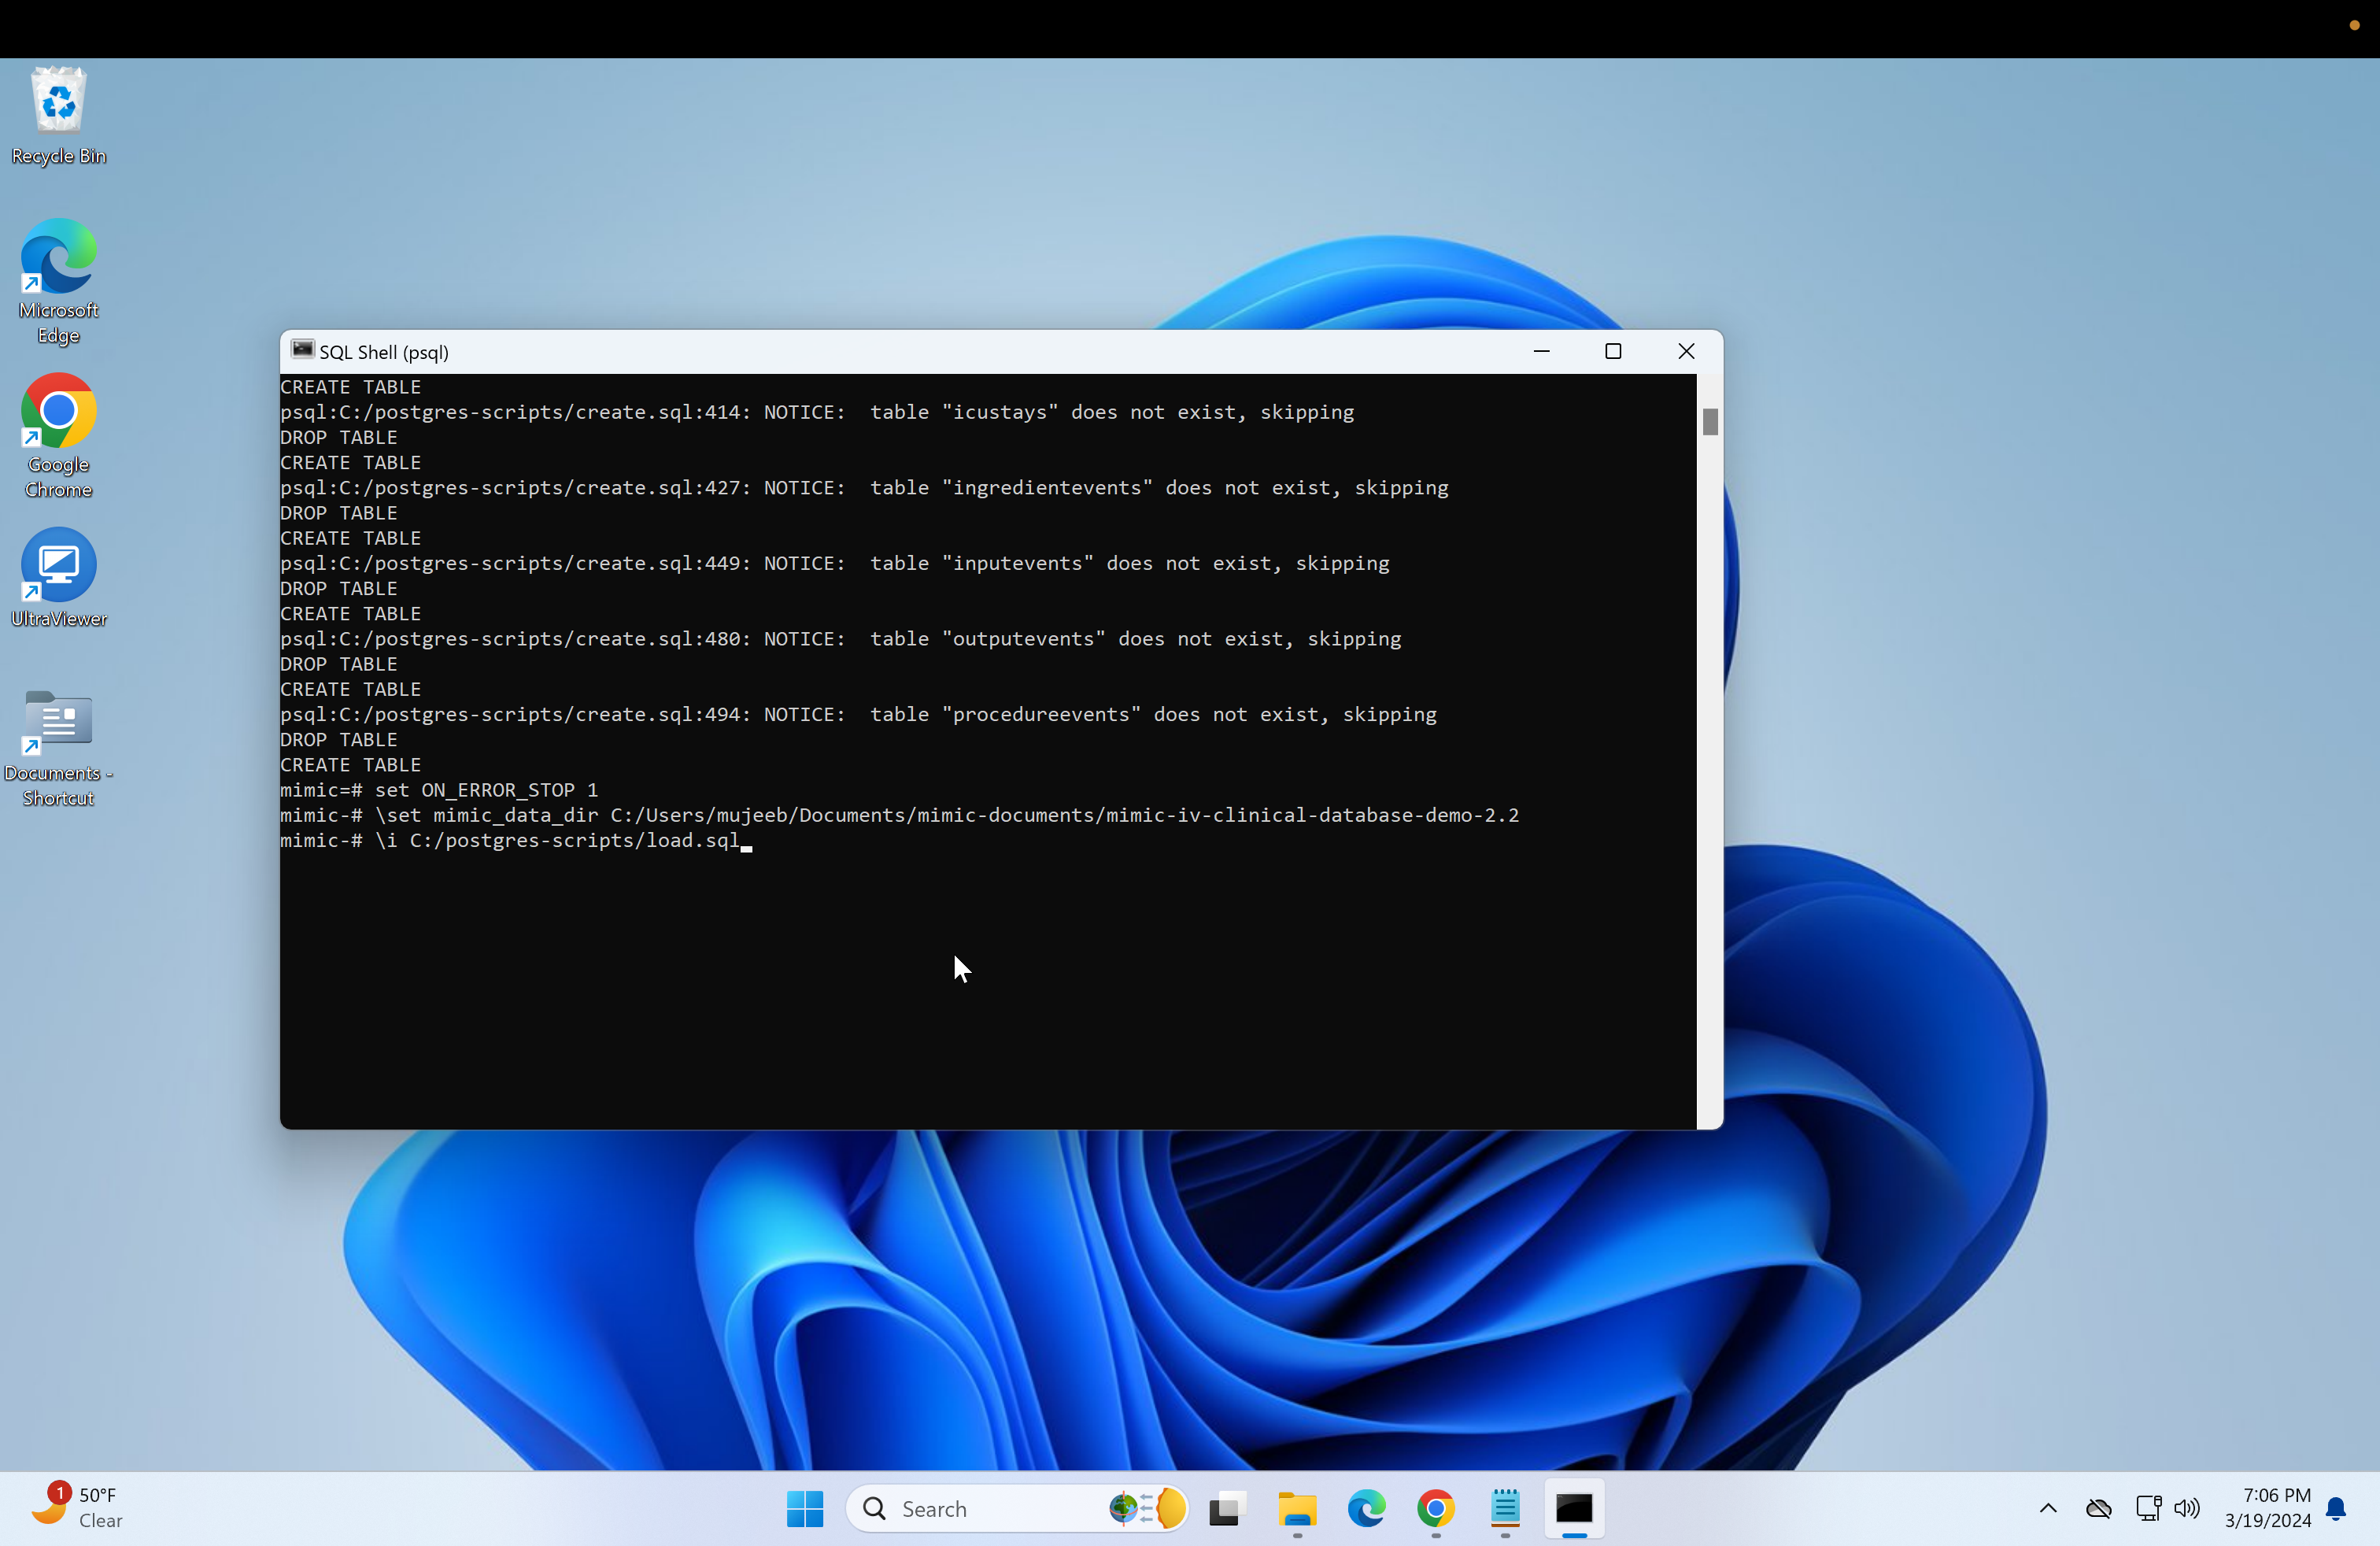 Recycle Bin
Microsoft
Edge
Google
Chrome
UltraViewer
Documents -
Shortcut
SQL Shell (psql)
CREATE TABLE
psql:C:/postgres-scripts/create.sql:414: NOTICE:  table "icustays" does not exist, skipping
DROP TABLE
CREATE TABLE
psql:C:/postgres-scripts/create.sql:427: NOTICE:  table "ingredientevents" does not exist, skipping
DROP TABLE
CREATE TABLE
psql:C:/postgres-scripts/create.sql:449: NOTICE:  table "inputevents" does not exist, skipping
DROP TABLE
CREATE TABLE
psql:C:/postgres-scripts/create.sql:480: NOTICE:  table "outputevents" does not exist, skipping
DROP TABLE
CREATE TABLE
psql:C:/postgres-scripts/create.sql:494: NOTICE:  table "procedureevents" does not exist, skipping
DROP TABLE
CREATE TABLE
mimic=# set ON_ERROR_STOP 1
mimic-# \set mimic_data_dir C:/Users/mujeeb/Documents/mimic-documents/mimic-iv-clinical-database-demo-2.2
mimic-# \i C:/postgres-scripts/load.sql
1
50°F
Clear
Search
7:06 PM
3/19/2024